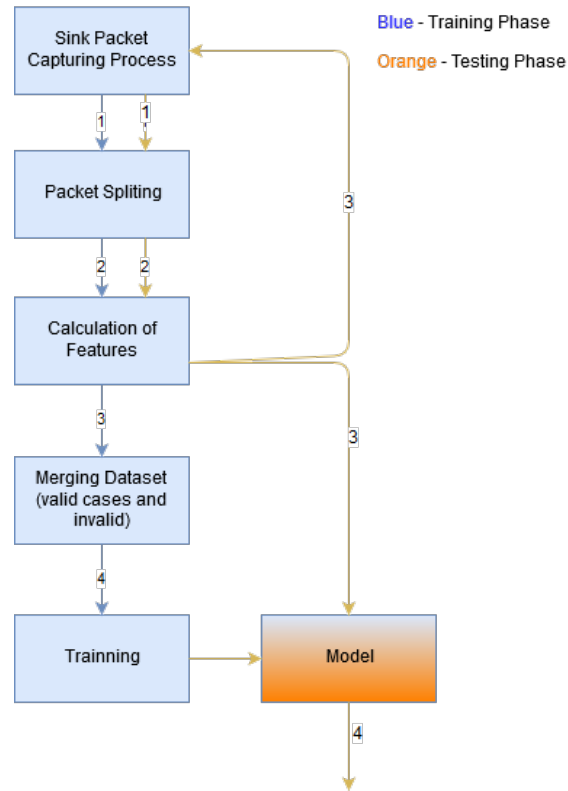 Sink Packet
Capturing Process
Blue - Training Phase
Orange - Testing Phase
1
1
Packet Spliting
3
2
2
Calculation of
Features
3
3
Merging Dataset
(valid cases and
invalid)
4
Trainning
Model
4